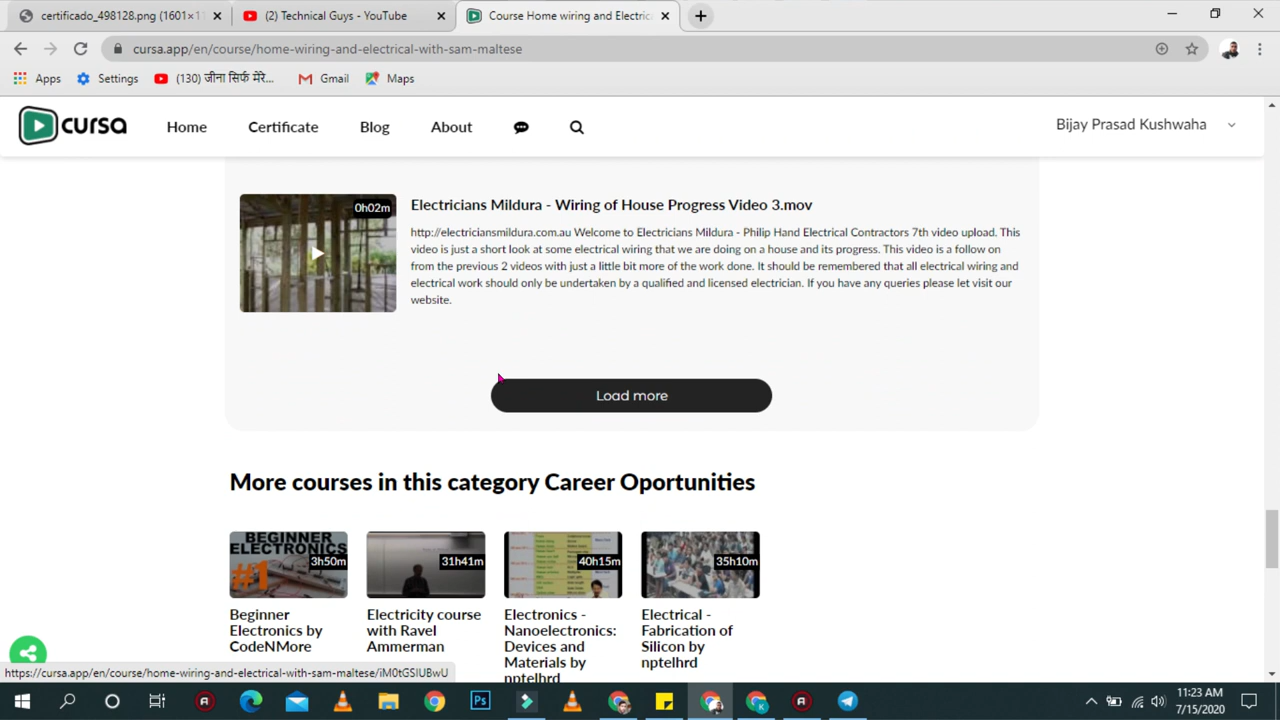 certificado_498128.png (1601×11
(2) Technical Guys - YouTube
Course Home wiring and Electric
cursa.app/en/course/home-wiring-and-electrical-with-sam-maltese
Apps
Settings
(130) जीना सिर्फ मेरे...
Gmail
Maps
cursa
Home
Certificate
Blog
About
Bijay Prasad Kushwaha
0h02m
Electricians Mildura - Wiring of House Progress Video 3.mov
http://electriciansmildura.com.au Welcome to Electricians Mildura - Philip Hand Electrical Contractors 7th video upload. This
video is just a short look at some electrical wiring that we are doing on a house and its progress. This video is a follow on
from the previous 2 videos with just a little bit more of the work done. It should be remembered that all electrical wiring and
electrical work should only be undertaken by a qualified and licensed electrician. If you have any queries please let visit our
website.
Load more
More courses in this category Career Oportunities
BEGINNER
ELECTRONICS
#1
3h50m
31h41m
40h15m
35h10m
Beginner
Electronics by
CodeNMore
Electricity course
with Ravel
Ammerman
Electronics -
Nanoelectronics:
Devices and
Materials by
nptelhrd
Electrical -
Fabrication of
Silicon by
nptelhrd
https://cursa.app/en/course/home-wiring-and-electrical-with-sam-maltese/iM0tGSIUBwU
Ps
K
11:23 AM
7/15/2020